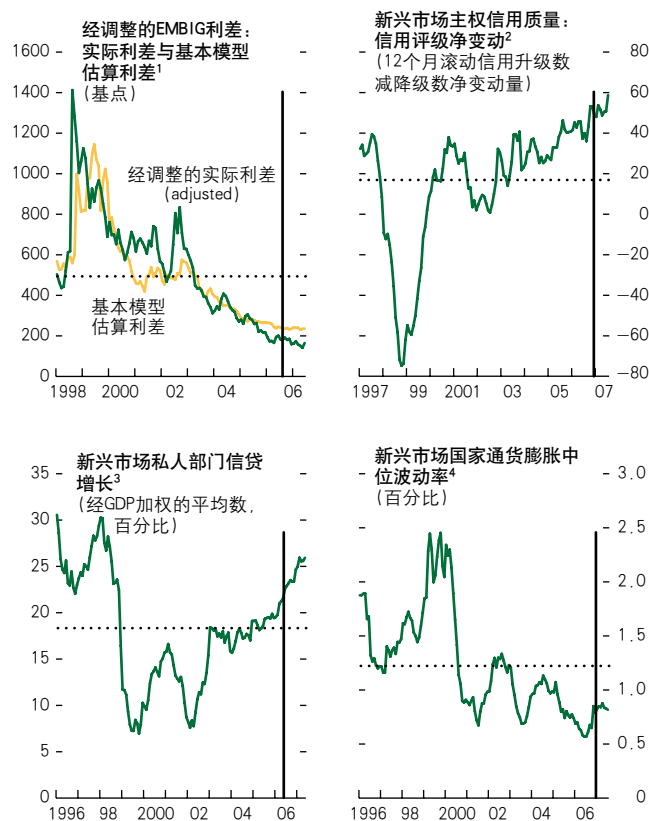 经调整的EMBIG利差：
实际利差与基本模型
估算利差1
(基点)
1600
1400
1200
1000
800
600
400
200
0
经调整的实际利差
(adjusted)
基本模型
估算利差
1998
2000
02
04
06
新兴市场主权信用质量：
信用评级净变动2
(12个月滚动信用升级数
减降级数净变动量)
80
60
40
20
0
−20
−40
−60
−80
1997
99
2001
03
05
07
新兴市场私人部门信贷
增长3
(经GDP加权的平均数，
百分比)
35
30
25
20
15
10
5
0
1996
98
2000
02
04
06
新兴市场国家通货膨胀中
位波动率4
(百分比)
3.0
2.5
2.0
1.5
1.0
0.5
0
1996
98
2000
02
04
06